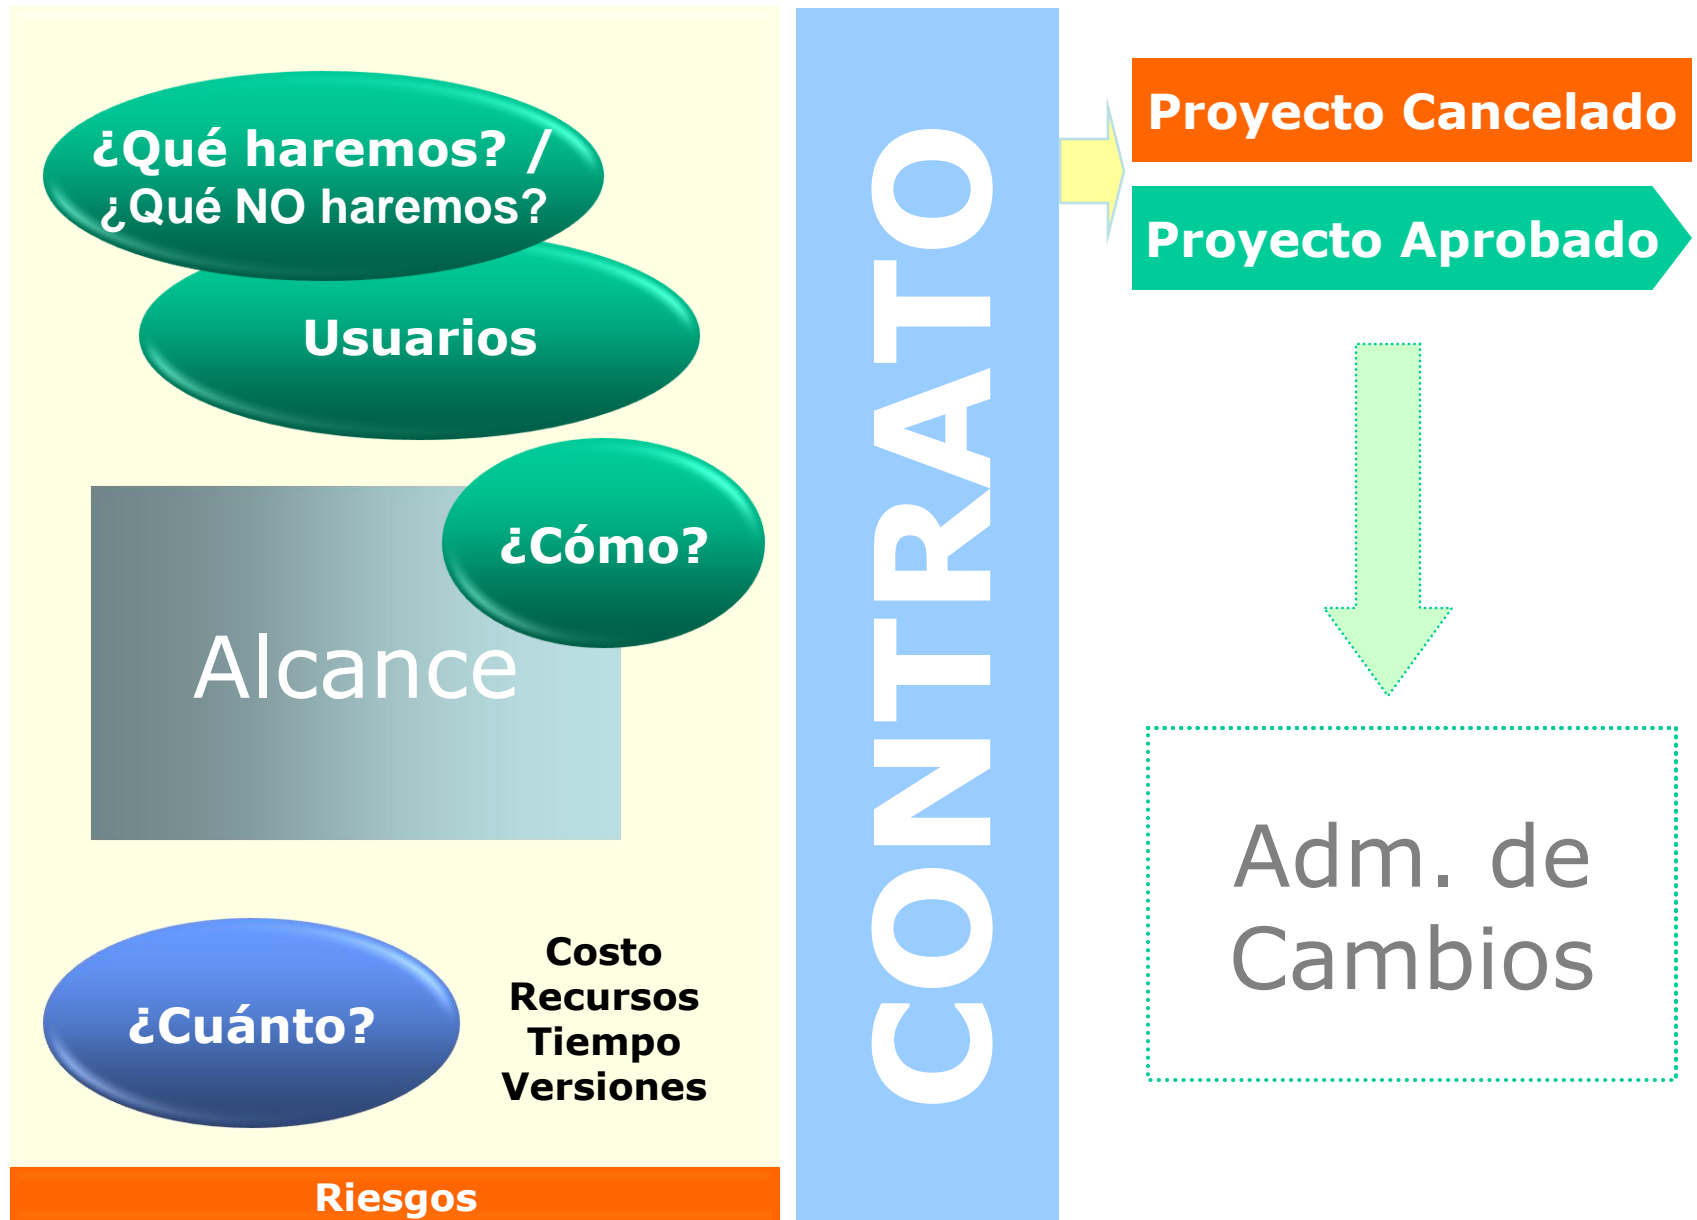 ¿Qué haremos? /
¿Qué NO haremos?
Usuarios
¿Cómo?
Alcance
¿Cuánto?
Costo
Recursos
Tiempo
Versiones
Riesgos
CONTRATO
Proyecto Cancelado
Proyecto Aprobado
Adm. de
Cambios